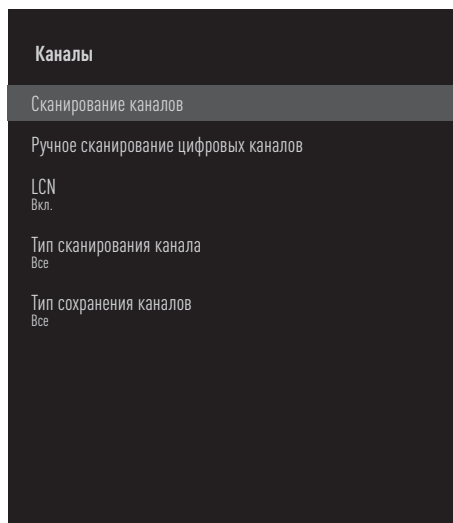 Каналы
Сканирование каналов
Ручное сканирование цифровых каналов
LCN
Вкл.
Тип сканирования канала
Все
Тип сохранения каналов
Все